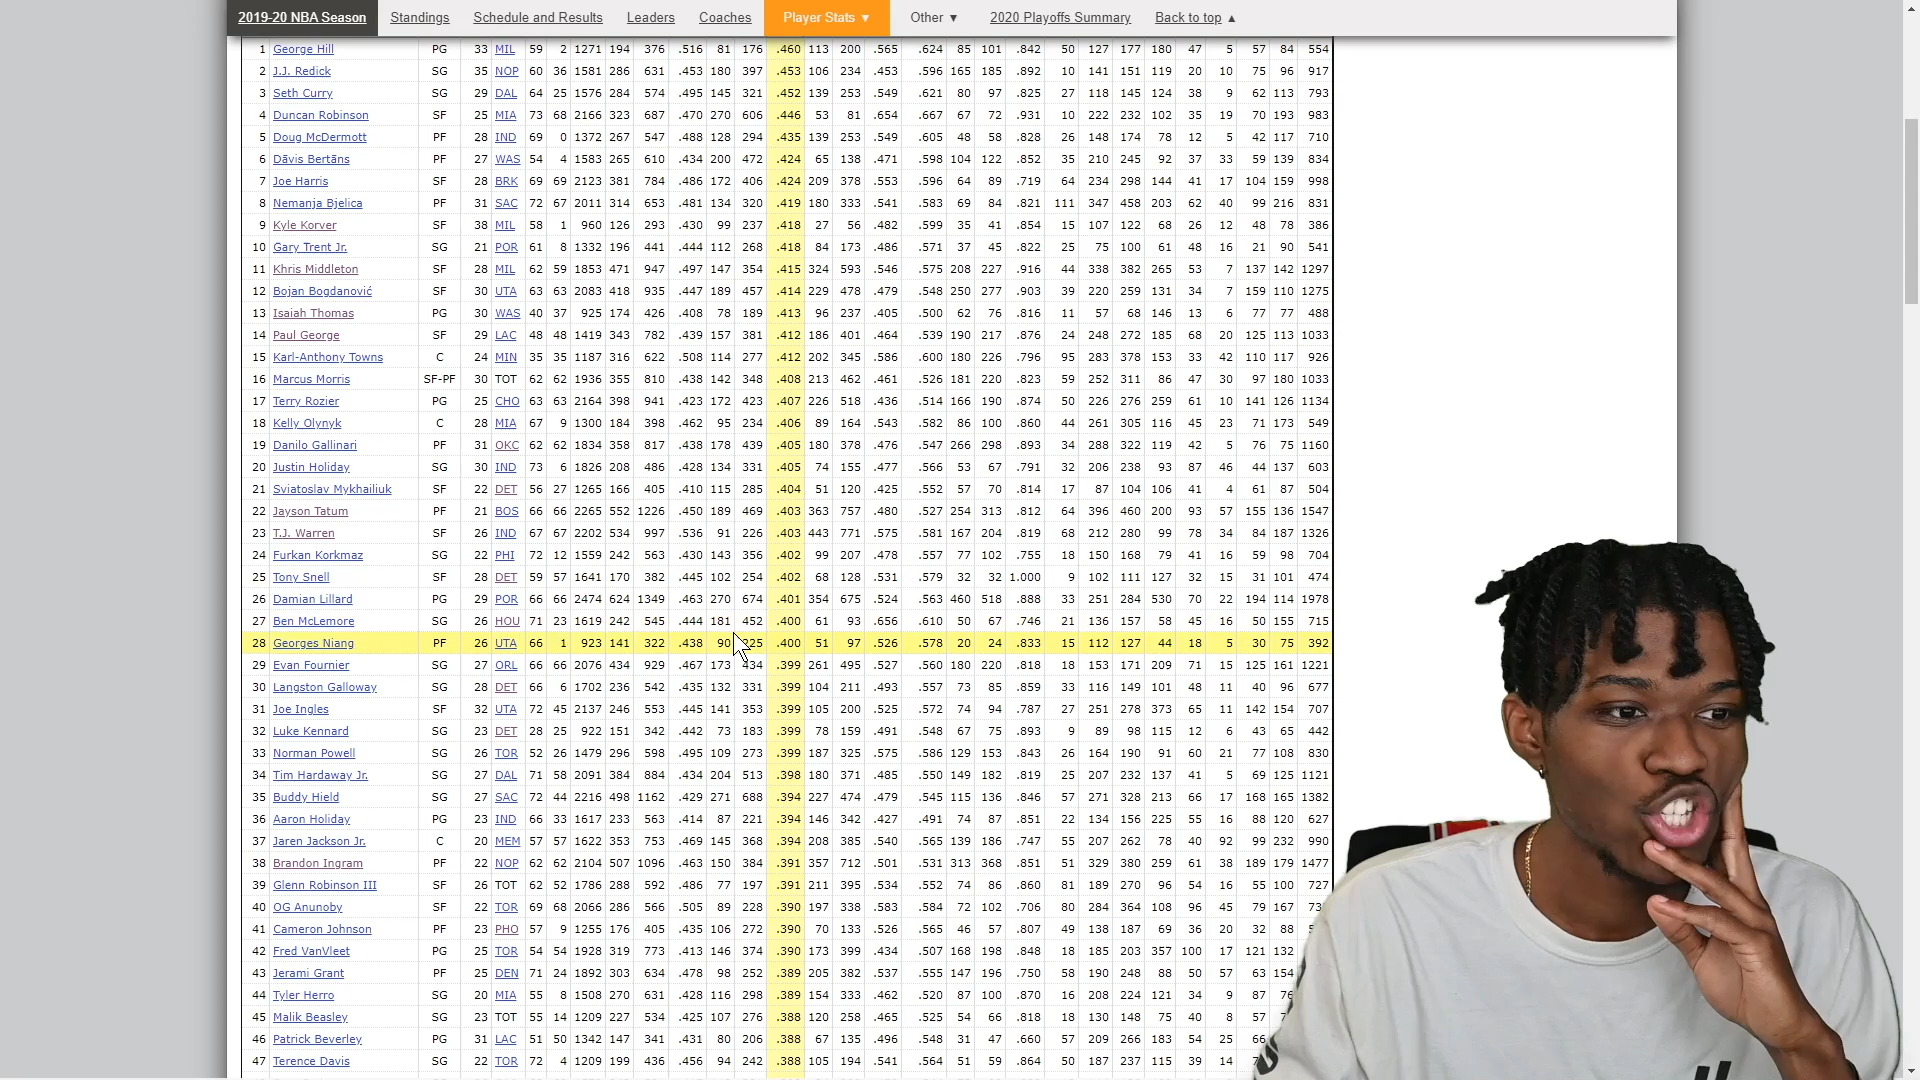 2019-20 NBA Season Standings Schedule and Results Leaders Coaches Player Stats ▼ Other ▼ 2020 Playoffs Summary Back to top ▲
1 George Hill PG 33 MIL 59 2 1271 194 376 .516 81 176 .460 113 200 .565 .624 85 101 .842 50 127 177 180 47 5 57 84 554
2 J.J. Redick SG 35 NOP 60 36 1581 286 631 .453 180 397 .453 106 234 .453 .596 165 185 .892 10 141 151 119 20 10 75 96 917
3 Seth Curry SG 29 DAL 64 25 1576 284 574 .495 145 321 .452 139 253 .549 .621 80 97 .825 27 118 145 124 38 9 62 113 793
4 Duncan Robinson SF 25 MIA 73 68 2166 323 687 .470 270 606 .446 53 81 .654 .667 67 72 .931 10 222 232 102 35 19 70 193 983
5 Doug McDermott PF 28 IND 69 0 1372 267 547 .488 128 294 .435 139 253 .549 .605 48 58 .828 26 148 174 78 12 5 42 117 710
6 Dāvis Bertāns PF 27 WAS 54 4 1583 265 610 .434 200 472 .424 65 138 .471 .598 104 122 .852 35 210 245 92 37 33 59 139 834
7 Joe Harris SF 28 BRK 69 69 2123 381 784 .486 172 406 .424 209 378 .553 .596 64 89 .719 64 234 298 144 41 17 104 159 998
8 Nemanja Bjelica PF 31 SAC 72 67 2011 314 653 .481 134 320 .419 180 333 .541 .583 69 84 .821 111 347 458 203 62 40 99 216 831
9 Kyle Korver SF 38 MIL 58 1 960 126 293 .430 99 237 .418 27 56 .482 .599 35 41 .854 15 107 122 68 26 12 48 78 386
10 Gary Trent Jr. SG 21 POR 61 8 1332 196 441 .444 112 268 .418 84 173 .486 .571 37 45 .822 25 75 100 61 48 16 21 90 541
11 Khris Middleton SF 28 MIL 62 59 1853 471 947 .497 147 354 .415 324 593 .546 .575 208 227 .916 44 338 382 265 53 7 137 142 1297
12 Bojan Bogdanović SF 30 UTA 63 63 2083 418 935 .447 189 457 .414 229 478 .479 .548 250 277 .903 39 220 259 131 34 7 159 110 1275
13 Isaiah Thomas PG 30 WAS 40 37 925 174 426 .408 78 189 .413 96 237 .405 .500 62 76 .816 11 57 68 146 13 6 77 77 488
14 Paul George SF 29 LAC 48 48 1419 343 782 .439 157 381 .412 186 401 .464 .539 190 217 .876 24 248 272 185 68 20 125 113 1033
15 Karl-Anthony Towns C 24 MIN 35 35 1187 316 622 .508 114 277 .412 202 345 .586 .600 180 226 .796 95 283 378 153 33 42 110 117 926
16 Marcus Morris SF-PF 30 TOT 62 62 1936 355 810 .438 142 348 .408 213 462 .461 .526 181 220 .823 59 252 311 86 47 30 97 180 1033
17 Terry Rozier PG 25 CHO 63 63 2164 398 941 .423 172 423 .407 226 518 .436 .514 166 190 .874 50 226 276 259 61 10 141 126 1134
18 Kelly Olynyk C 28 MIA 67 9 1300 184 398 .462 95 234 .406 89 164 .543 .582 86 100 .860 44 261 305 116 45 23 71 173 549
19 Danilo Gallinari PF 31 OKC 62 62 1834 358 817 .438 178 439 .405 180 378 .476 .547 266 298 .893 34 288 322 119 42 5 76 75 1160
20 Justin Holiday SG 30 IND 73 6 1826 208 486 .428 134 331 .405 74 155 .477 .566 53 67 .791 32 206 238 93 87 46 44 137 603
21 Sviatoslav Mykhailiuk SF 22 DET 56 27 1265 166 405 .410 115 285 .404 51 120 .425 .552 57 70 .814 17 87 104 106 41 4 61 87 504
22 Jayson Tatum PF 21 BOS 66 66 2265 552 1226 .450 189 469 .403 363 757 .480 .527 254 313 .812 64 396 460 200 93 57 155 136 1547
23 T.J. Warren SF 26 IND 67 67 2202 534 997 .536 91 226 .403 443 771 .575 .581 167 204 .819 68 212 280 99 78 34 84 187 1326
24 Furkan Korkmaz SG 22 PHI 72 12 1559 242 563 .430 143 356 .402 99 207 .478 .557 77 102 .755 18 150 168 79 41 16 59 98 704
25 Tony Snell SF 28 DET 59 57 1641 170 382 .445 102 254 .402 68 128 .531 .579 32 32 1.000 9 102 111 127 32 15 31 101 474
26 Damian Lillard PG 29 POR 66 66 2474 624 1349 .463 270 674 .401 354 675 .524 .563 460 518 .888 33 251 284 530 70 22 194 114 1978
27 Ben McLemore SG 26 HOU 71 23 1619 242 545 .444 181 452 .400 61 93 .656 .610 50 67 .746 21 136 157 58 45 16 50 155 715
28 Georges Niang PF 26 UTA 66 1 923 141 322 .438 90 225 .400 51 97 .526 .578 20 24 .833 15 112 127 44 18 5 30 75 392
29 Evan Fournier SG 27 ORL 66 66 2076 434 929 .467 173 434 .399 261 495 .527 .560 180 220 .818 18 153 171 209 71 15 125 161 1221
30 Langston Galloway SG 28 DET 66 6 1702 236 542 .435 132 331 .399 104 211 .493 .557 73 85 .859 33 116 149 101 48 11 40 96 677
31 Joe Ingles SF 32 UTA 72 45 2137 246 553 .445 141 353 .399 105 200 .525 .572 74 94 .787 27 251 278 373 65 11 142 154 707
32 Luke Kennard SG 23 DET 28 25 922 151 342 .442 73 183 .399 78 159 .491 .548 67 75 .893 9 89 98 115 12 6 43 65 442
33 Norman Powell SG 26 TOR 52 26 1479 296 598 .495 109 273 .399 187 325 .575 .586 129 153 .843 26 164 190 91 60 21 77 108 830
34 Tim Hardaway Jr. SG 27 DAL 71 58 2091 384 884 .434 204 513 .398 180 371 .485 .550 149 182 .819 25 207 232 137 41 5 69 125 1121
35 Buddy Hield SG 27 SAC 72 44 2216 498 1162 .429 271 688 .394 227 474 .479 .545 115 136 .846 57 271 328 213 66 17 168 165 1382
36 Aaron Holiday PG 23 IND 66 33 1617 233 563 .414 87 221 .394 146 342 .427 .491 74 87 .851 22 134 156 225 55 16 88 120 627
37 Jaren Jackson Jr. C 20 MEM 57 57 1622 353 753 .469 145 368 .394 208 385 .540 .565 139 186 .747 55 207 262 78 40 92 99 232 990
38 Brandon Ingram PF 22 NOP 62 62 2104 507 1096 .463 150 384 .391 357 712 .501 .531 313 368 .851 51 329 380 259 61 38 189 179 1477
39 Glenn Robinson III SF 26 TOT 62 52 1786 288 592 .486 77 197 .391 211 395 .534 .552 74 86 .860 81 189 270 96 54 16 55 100 727
40 OG Anunoby SF 22 TOR 69 68 2066 286 566 .505 89 228 .390 197 338 .583 .584 72 102 .706 80 284 364 108 96 45 79 167
41 Cameron Johnson PF 23 PHO 57 9 1255 176 405 .435 106 272 .390 70 133 .526 .565 46 57 .807 49 138 187 69 36 20 32 88
42 Fred VanVleet PG 25 TOR 54 54 1928 319 773 .413 146 374 .390 173 399 .434 .507 168 198 .848 18 185 203 357 100 17 121 132
43 Jerami Grant PF 25 DEN 71 24 1892 303 634 .478 98 252 .389 205 382 .537 .555 147 196 .750 58 190 248 88 50 57 63 154
44 Tyler Herro SG 20 MIA 55 8 1508 270 631 .428 116 298 .389 154 333 .462 .520 87 100 .870 16 208 224 121 34 9 87
45 Malik Beasley SG 23 TOT 55 14 1209 227 534 .425 107 276 .388 120 258 .465 .525 54 66 .818 18 130 148 75 40 8 57
46 Patrick Beverley PG 31 LAC 51 50 1342 147 341 .431 80 206 .388 67 135 .496 .548 31 47 .660 57 209 266 183 54 25 66
47 Terence Davis SG 22 TOR 72 4 1209 199 436 .456 94 242 .388 105 194 .541 .564 51 59 .864 50 187 237 115 39 14